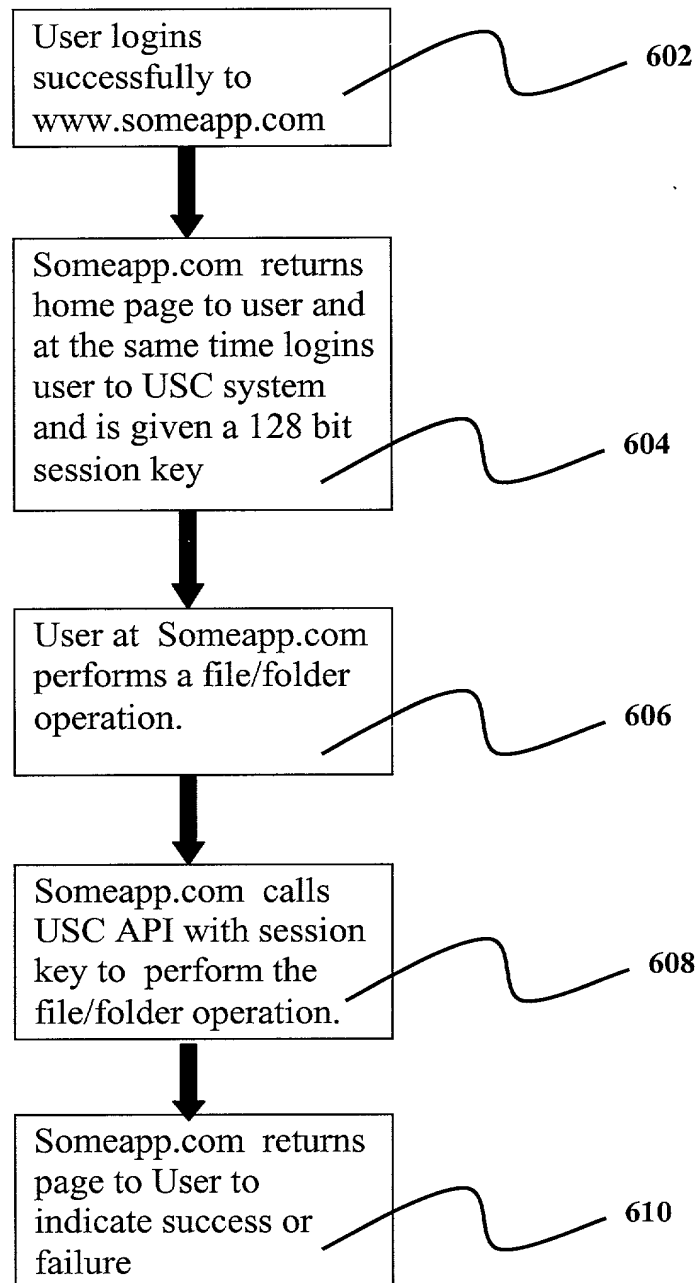 User logins
successfully to
www.someapp.com
602
Someapp.com returns
home page to user and
at the same time logins
user to USC system
and is given a 128 bit
session key
604
User at Someapp.com
performs a file/folder
operation.
606
Someapp.com calls
USC API with session
key to perform the
file/folder operation.
608
Someapp.com returns
page to User to
indicate success or
failure
610